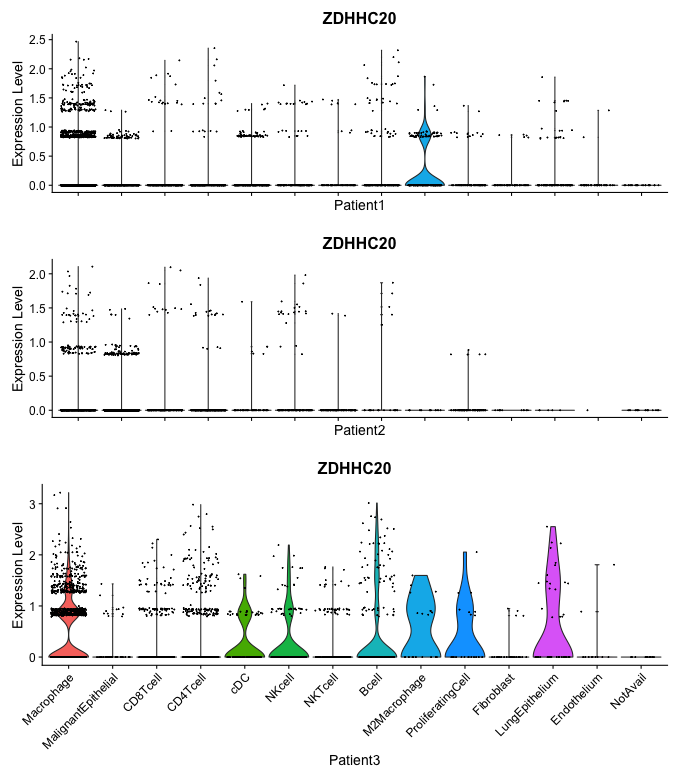 ZDHHC20
Expression Level
2.5
2.0
1.5
1.0
0.5
0.0
Patient1
ZDHHC20
Expression Level
2.0
1.5
1.0
0.5
0.0
Patient2
ZDHHC20
Expression Level
3
2
1
0
Macrophage
MalignantEpithelial
CD8Tcell
CD4Tcell
cDC
NKcell
NKTcell
Bcell
M2Macrophage
ProliferatingCell
Fibroblast
LungEpithelium
Endothelium
NotAvail
Patient3